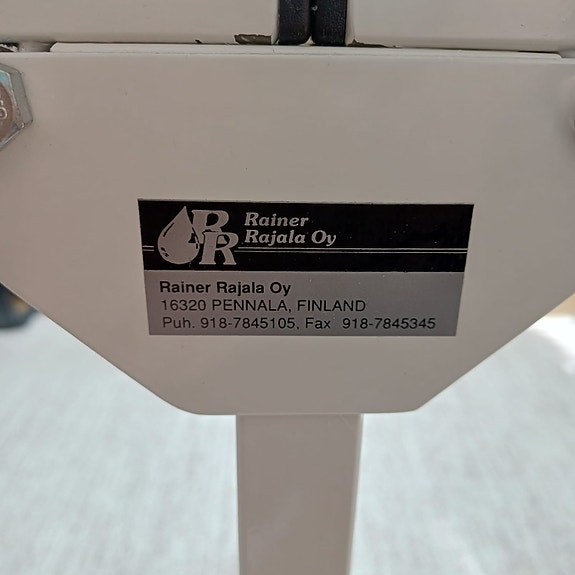 RR
Rainer
Rajala Oy
Rainer Rajala Oy
16320 PENNALA, FINLAND
Puh. 918-7845105, Fax 918-7845345